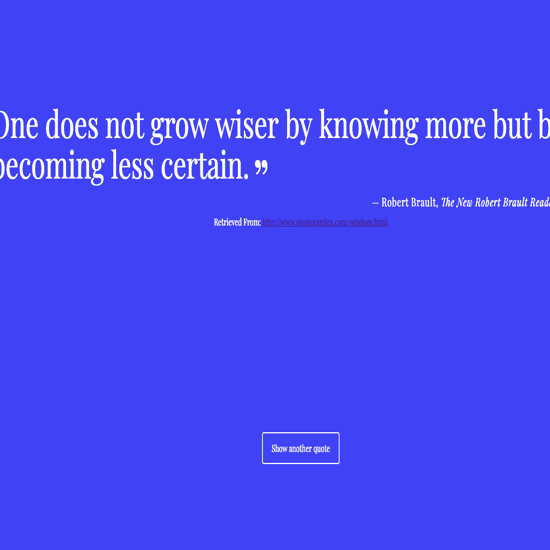 One does not grow wiser by knowing more but b
becoming less certain. ”
– Robert Brault, The New Robert Brault Reade
Retrieved From: http://www.quotegarden.com/wisdom.html
Show another quote